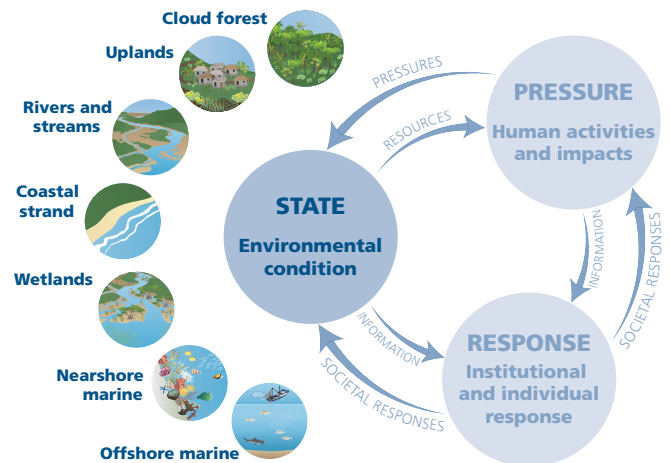 Cloud forest
Uplands
Rivers and
streams
Coastal
strand
Wetlands
Nearshore
marine
Offshore marine
STATE
Environmental
condition
PRESSURES
RESOURCES
PRESSURE
Human activities
and impacts
INFORMATION
SOCIETAL RESPONSES
INFORMATION
SOCIETAL RESPONSES
RESPONSE
Institutional
and individual
response